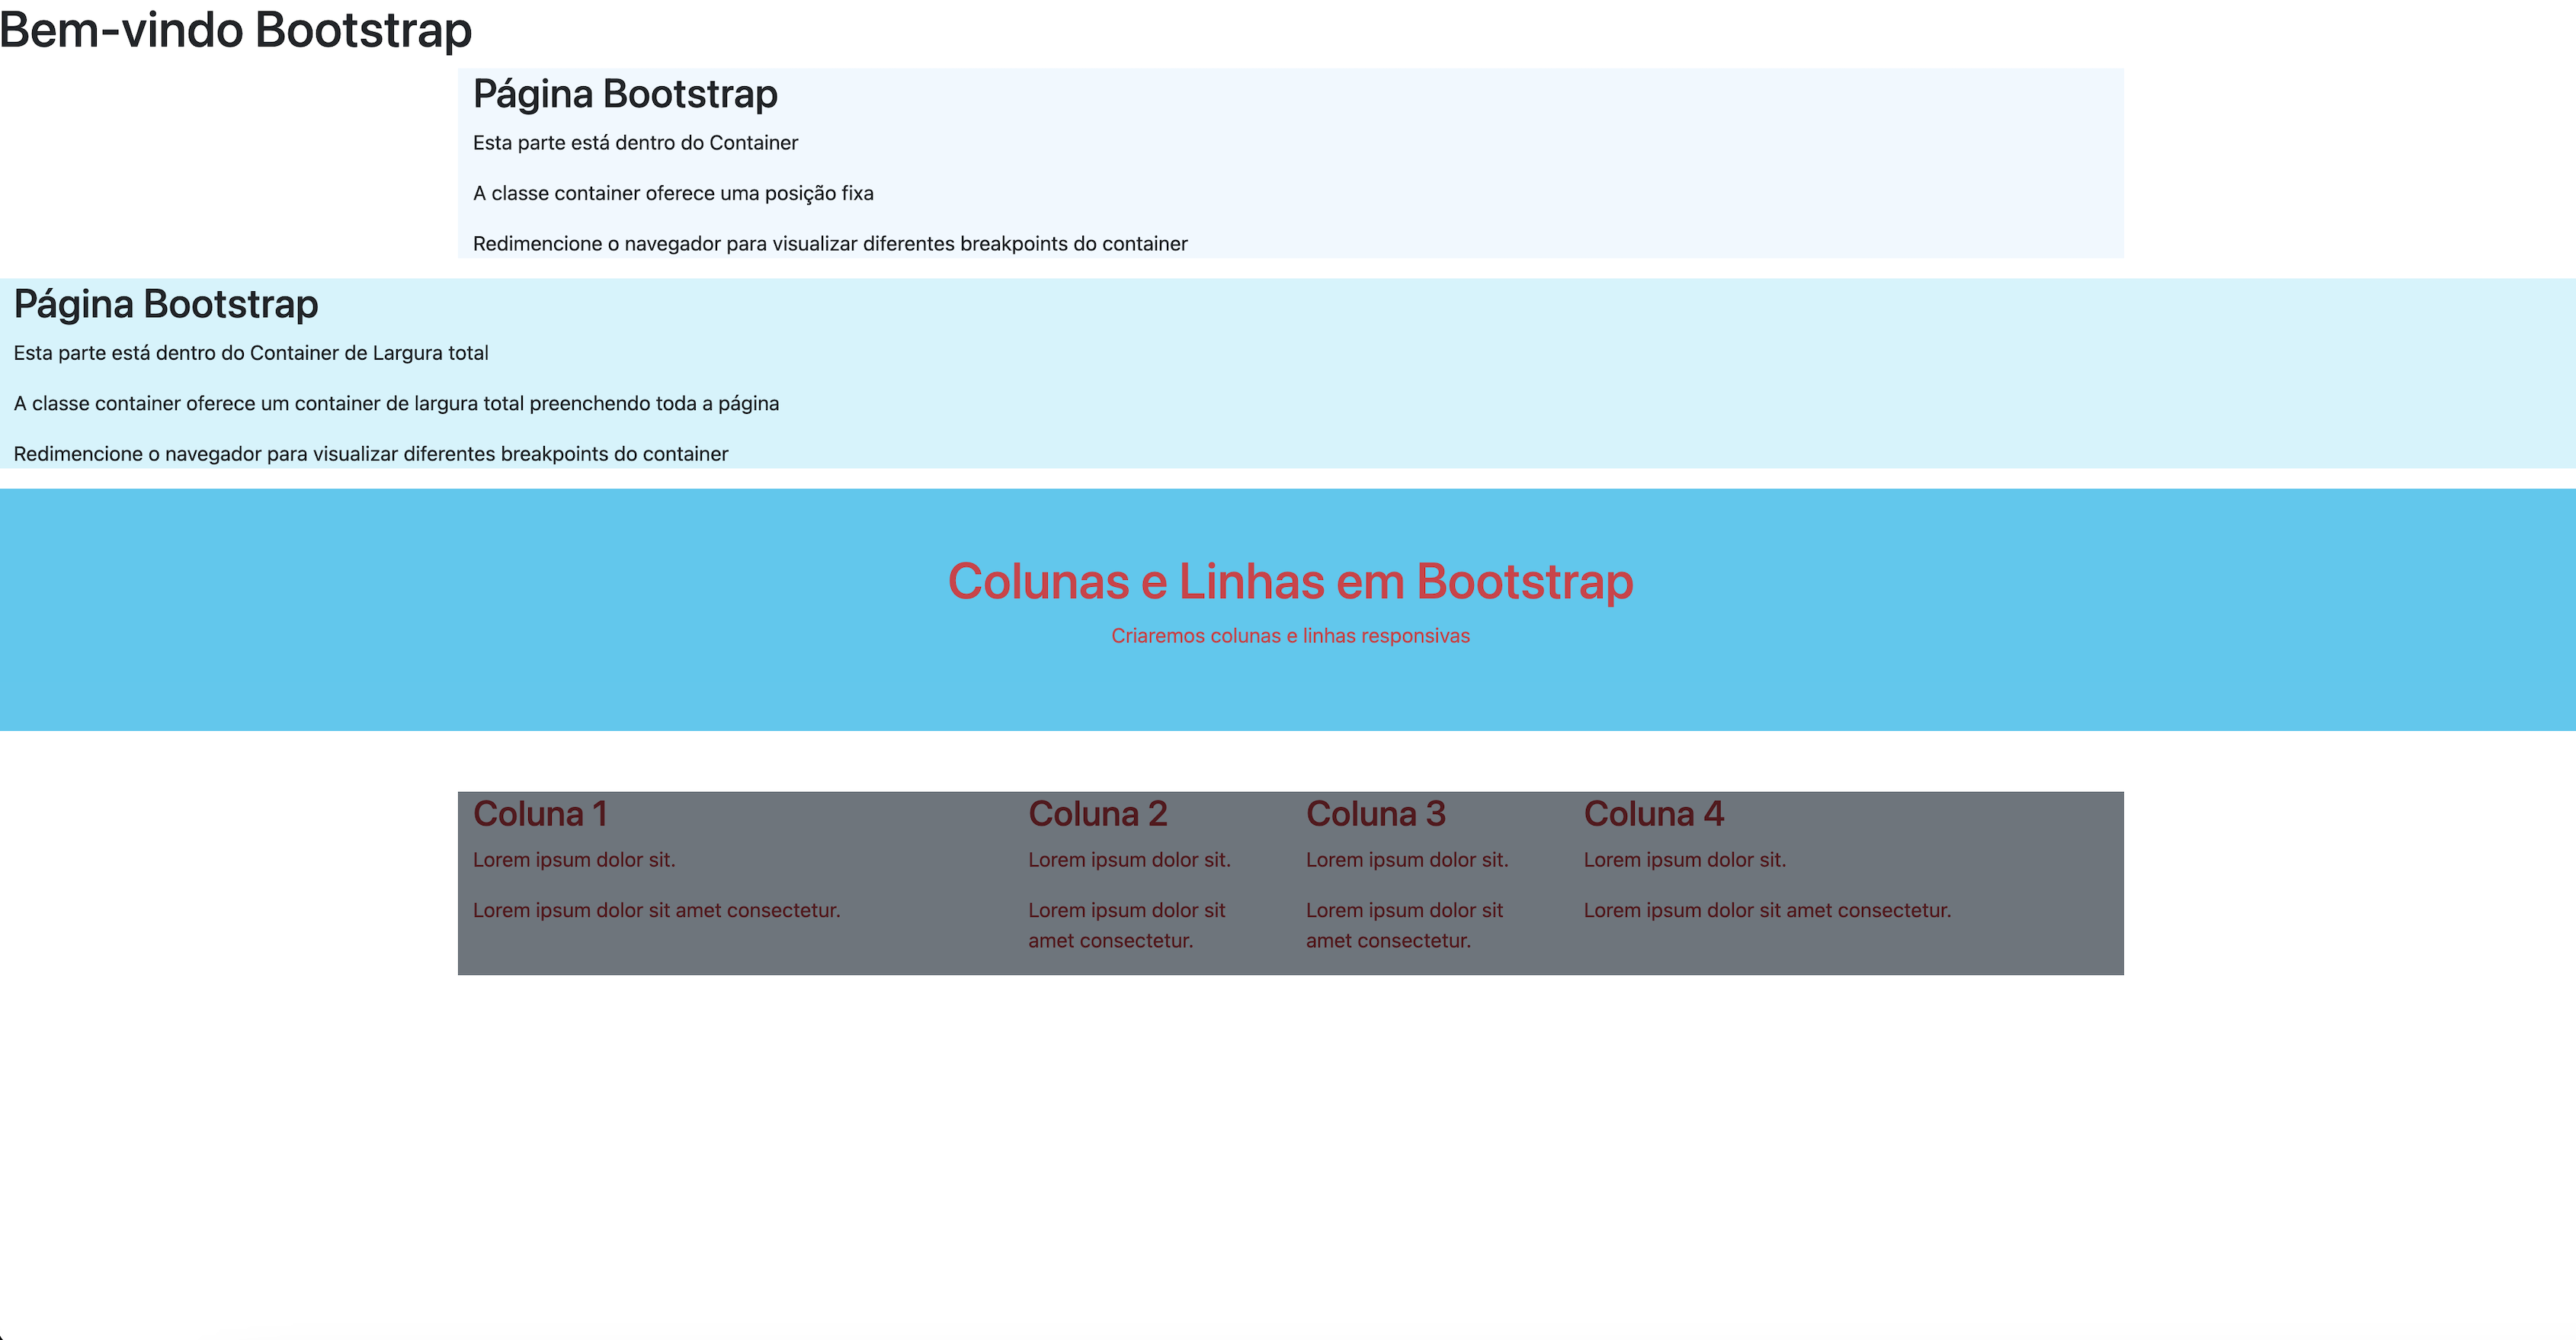 Bem-vindo Bootstrap
Página Bootstrap
Esta parte está dentro do Container
A classe container oferece uma posição fixa
Redimencione o navegador para visualizar diferentes breakpoints do container
Página Bootstrap
Esta parte está dentro do Container de Largura total
A classe container oferece um container de largura total preenchendo toda a página
Redimencione o navegador para visualizar diferentes breakpoints do container
Colunas e Linhas em Bootstrap
Criaremos colunas e linhas responsivas
Coluna 1
Lorem ipsum dolor sit.
Lorem ipsum dolor sit amet consectetur.
Coluna 2
Lorem ipsum dolor sit.
Lorem ipsum dolor sit
amet consectetur.
Coluna 3
Lorem ipsum dolor sit.
Lorem ipsum dolor sit
amet consectetur.
Coluna 4
Lorem ipsum dolor sit.
Lorem ipsum dolor sit amet consectetur.